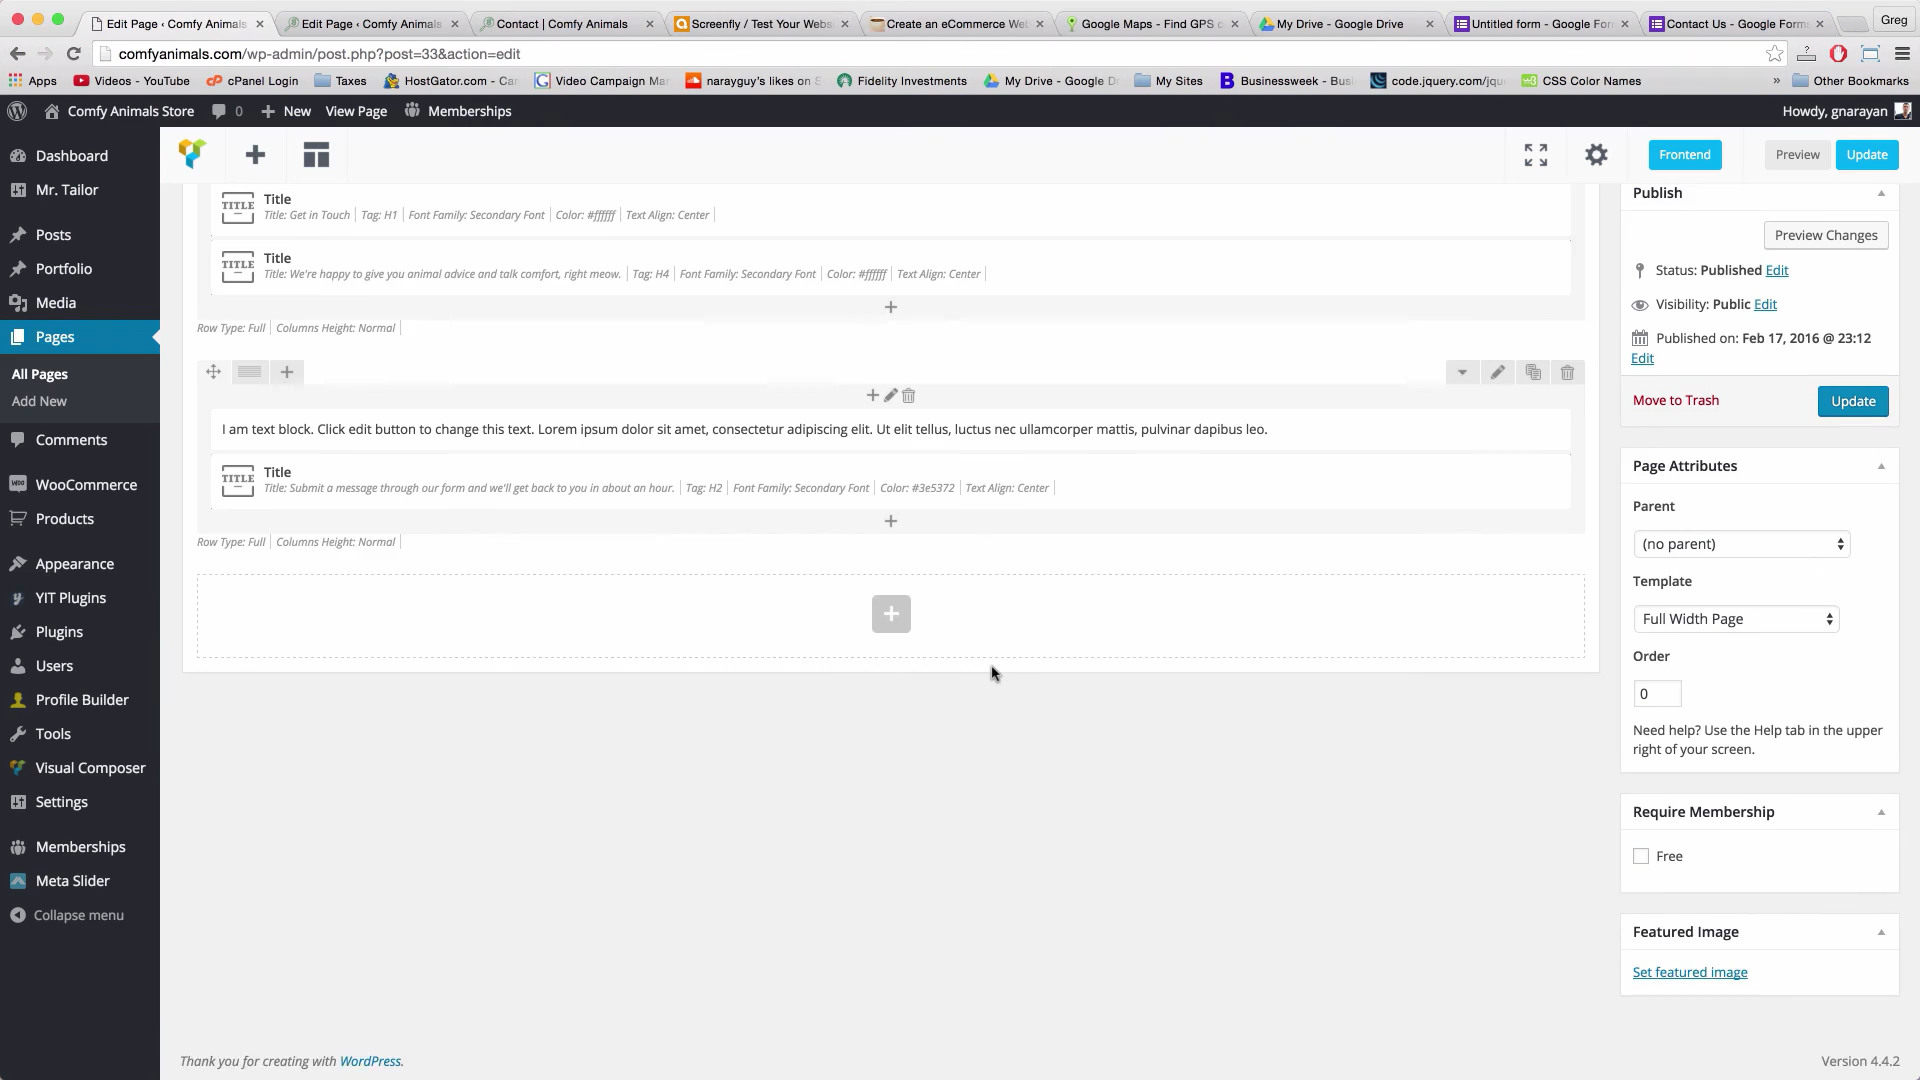 Edit Page ‹ Comfy Animals
Edit Page ‹ Comfy Animals
Contact | Comfy Animals
Screenfly / Test Your Websi
Create an eCommerce We
Google Maps - Find GPS c
My Drive - Google Drive
Untitled form - Google For
Contact Us - Google Form
Greg
comfyanimals.com/wp-admin/post.php?post=33&action=edit
Apps
Videos - YouTube
cPanel Login
Taxes
HostGator.com - Ca
Video Campaign Ma
narayguy's likes on S
Fidelity Investments
My Drive - Google D
My Sites
Businessweek - Busi
code.jquery.com/jqu
CSS Color Names
»
Other Bookmarks
Comfy Animals Store
0
New
View Page
Memberships
Howdy, gnarayan
Dashboard
Mr. Tailor
Posts
Portfolio
Media
Pages
All Pages
Add New
Comments
WooCommerce
Products
Appearance
YIT Plugins
Plugins
Users
Profile Builder
Tools
Visual Composer
Settings
Memberships
Meta Slider
Collapse menu
Frontend
Preview
Update
TITLE
Title
Title: Get in Touch | Tag: H1 | Font Family: Secondary Font | Color: #ffffff | Text Align: Center |
TITLE
Title
Title: We're happy to give you animal advice and talk comfort, right meow. | Tag: H4 | Font Family: Secondary Font | Color: #ffffff | Text Align: Center |
Row Type: Full | Columns Height: Normal |
I am text block. Click edit button to change this text. Lorem ipsum dolor sit amet, consectetur adipiscing elit. Ut elit tellus, luctus nec ullamcorper mattis, pulvinar dapibus leo.
TITLE
Title
Title: Submit a message through our form and we'll get back to you in about an hour. | Tag: H2 | Font Family: Secondary Font | Color: #3e5372 | Text Align: Center |
Row Type: Full | Columns Height: Normal |
Publish
Preview Changes
Status: Published Edit
Visibility: Public Edit
Published on: Feb 17, 2016 @ 23:12
Edit
Move to Trash
Update
Page Attributes
Parent
(no parent)
Template
Full Width Page
Order
0
Need help? Use the Help tab in the upper
right of your screen.
Require Membership
Free
Featured Image
Set featured image
Thank you for creating with WordPress.
Version 4.4.2